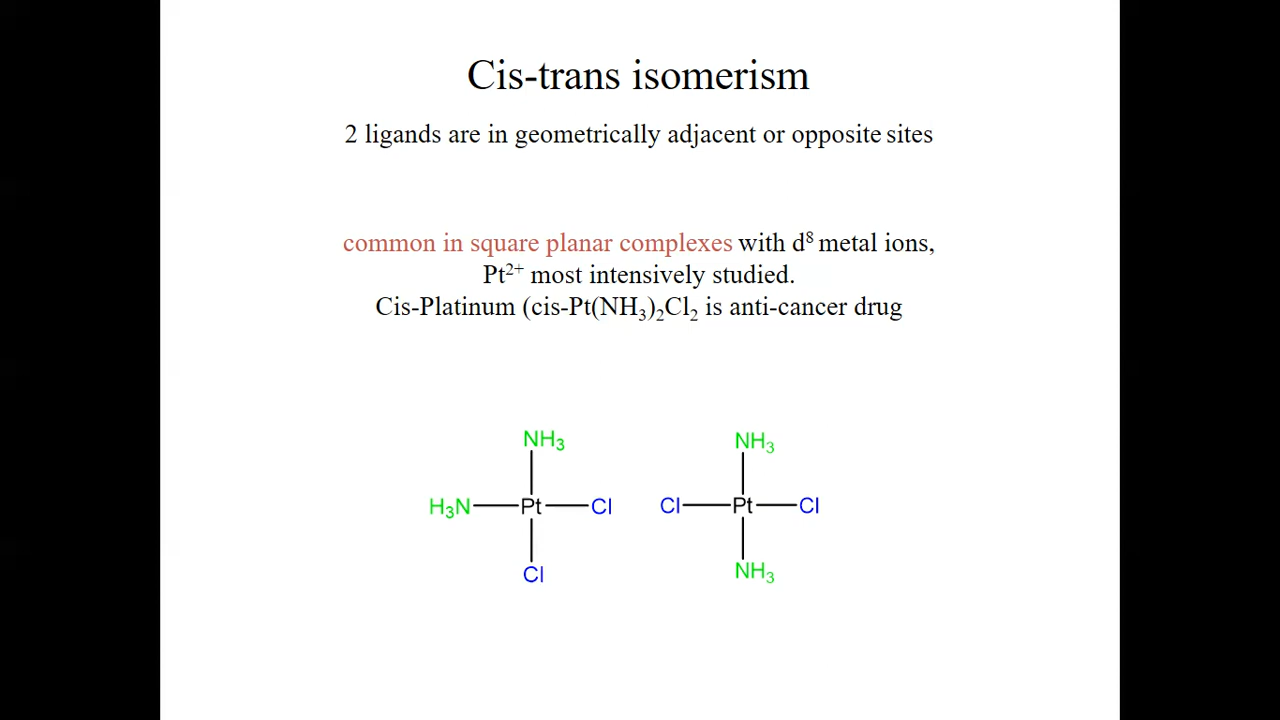 Cis-trans isomerism
2 ligands are in geometrically adjacent or opposite sites
common in square planar complexes with d⁸ metal ions,
Pt²⁺ most intensively studied.
Cis-Platinum (cis-Pt(NH₃)₂Cl₂ is anti-cancer drug
NH₃ NH₃
H₃N Pt Cl Cl Pt Cl
Cl NH₃